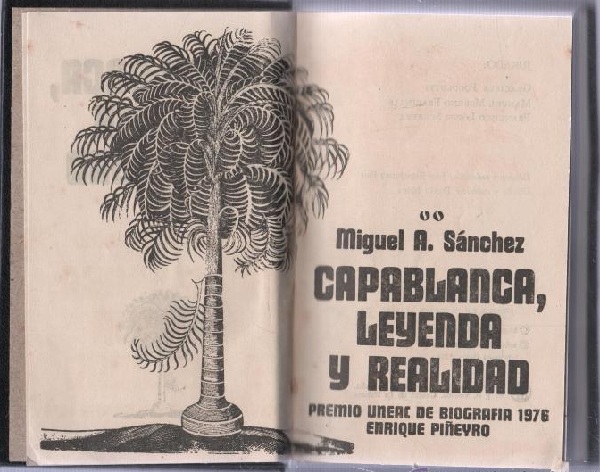 Miguel A. Sánchez
CAPABLANCA,
LEYENDA
Y REALIDAD
PREMIO UNEAC DE BIOGRAFIA 1976
ENRIQUE PIÑEYRO